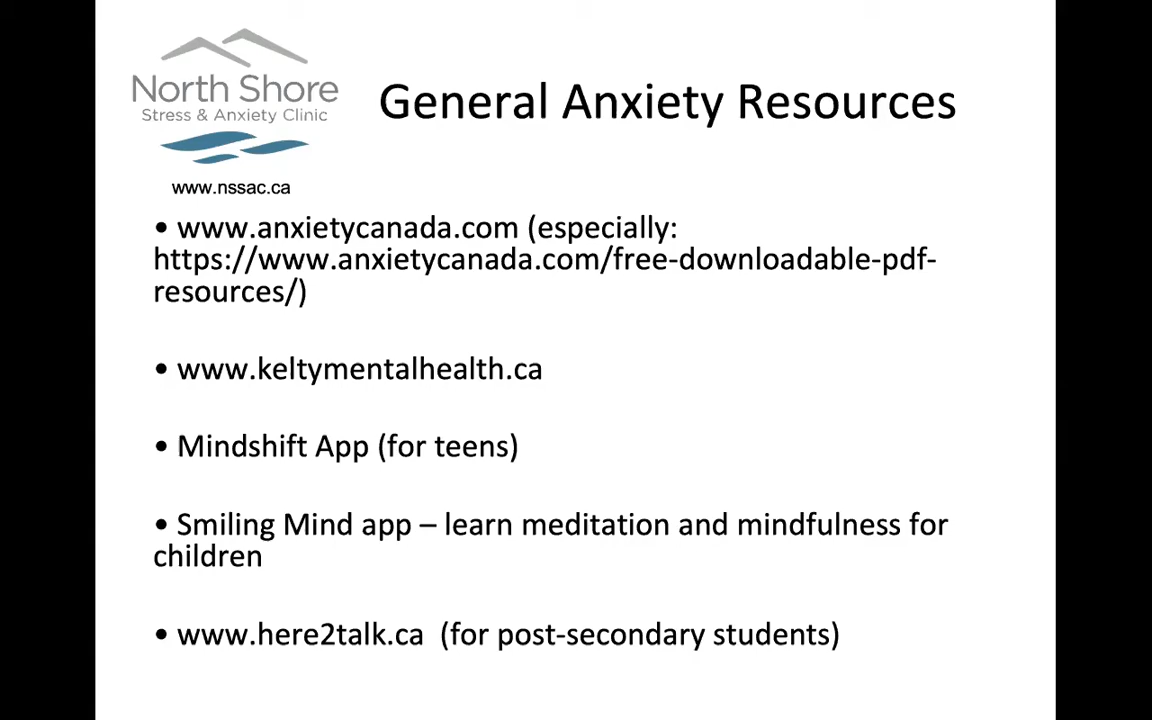 North Shore
Stress & Anxiety Clinic
www.nssac.ca
General Anxiety Resources
• www.anxietycanada.com (especially:
https://www.anxietycanada.com/free-downloadable-pdf-
resources/)
• www.keltymentalhealth.ca
• Mindshift App (for teens)
• Smiling Mind app – learn meditation and mindfulness for
children
• www.here2talk.ca  (for post-secondary students)